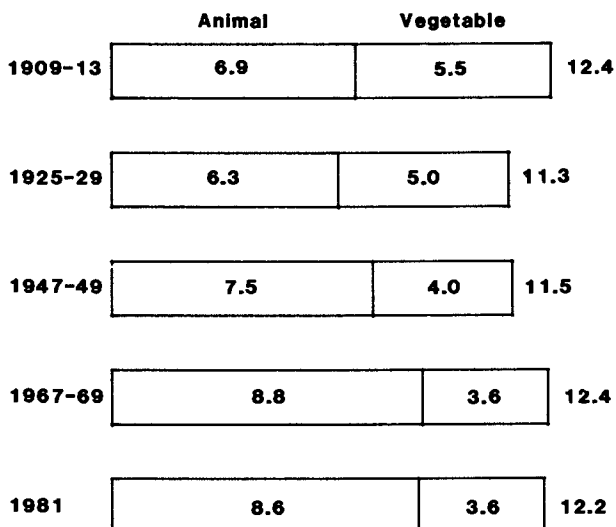 Animal Vegetable
1909-13 6.9 5.5 12.4
1925-29 6.3 5.0 11.3
1947-49 7.5 4.0 11.5
1967-69 8.8 3.6 12.4
1981 8.6 3.6 12.2